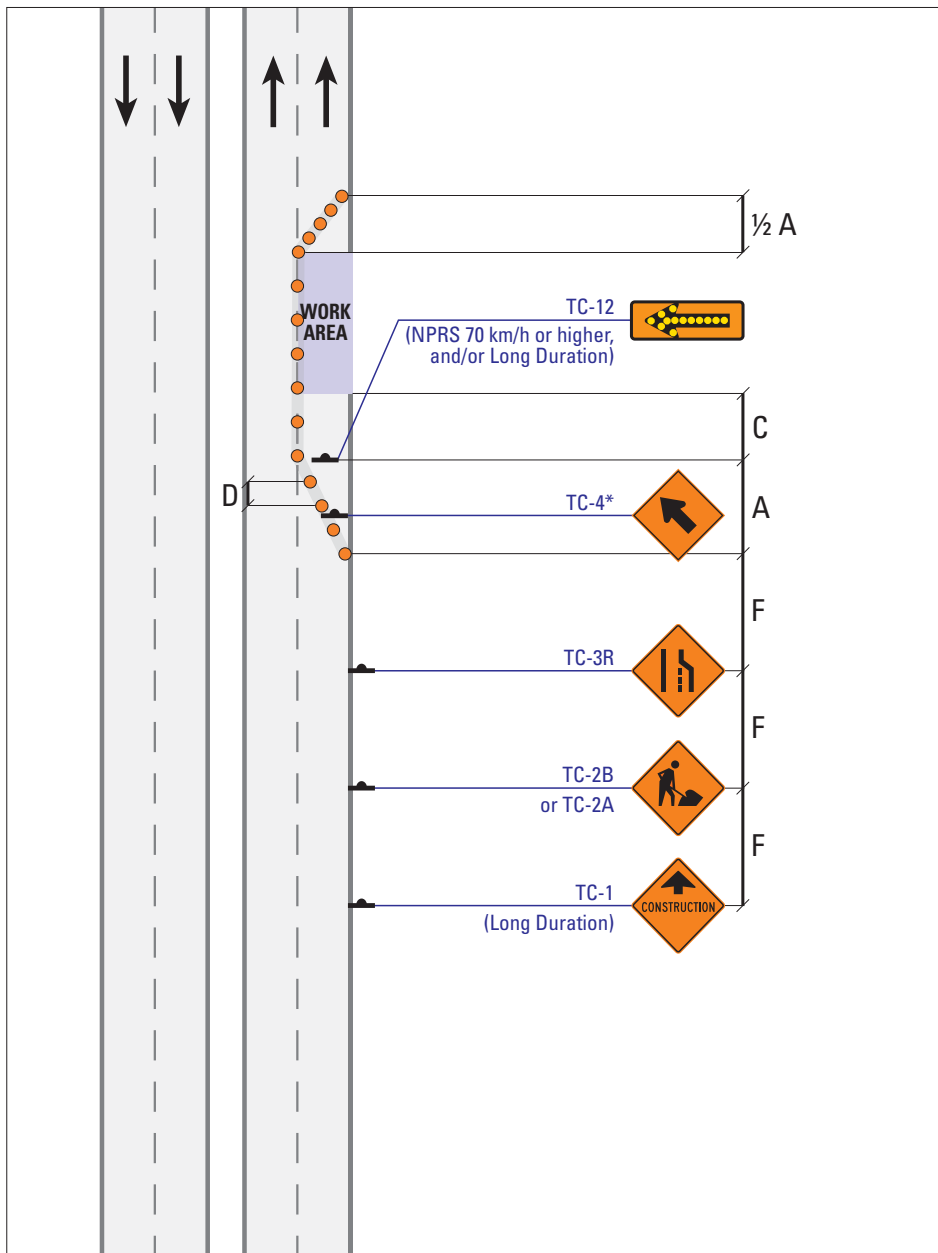 ½ A
WORK
AREA
TC-12
(NPRS 70 km/h or higher,
and/or Long Duration)
C
D
TC-4*
A
F
TC-3R
F
TC-2B
or TC-2A
F
TC-1
(Long Duration)
CONSTRUCTION